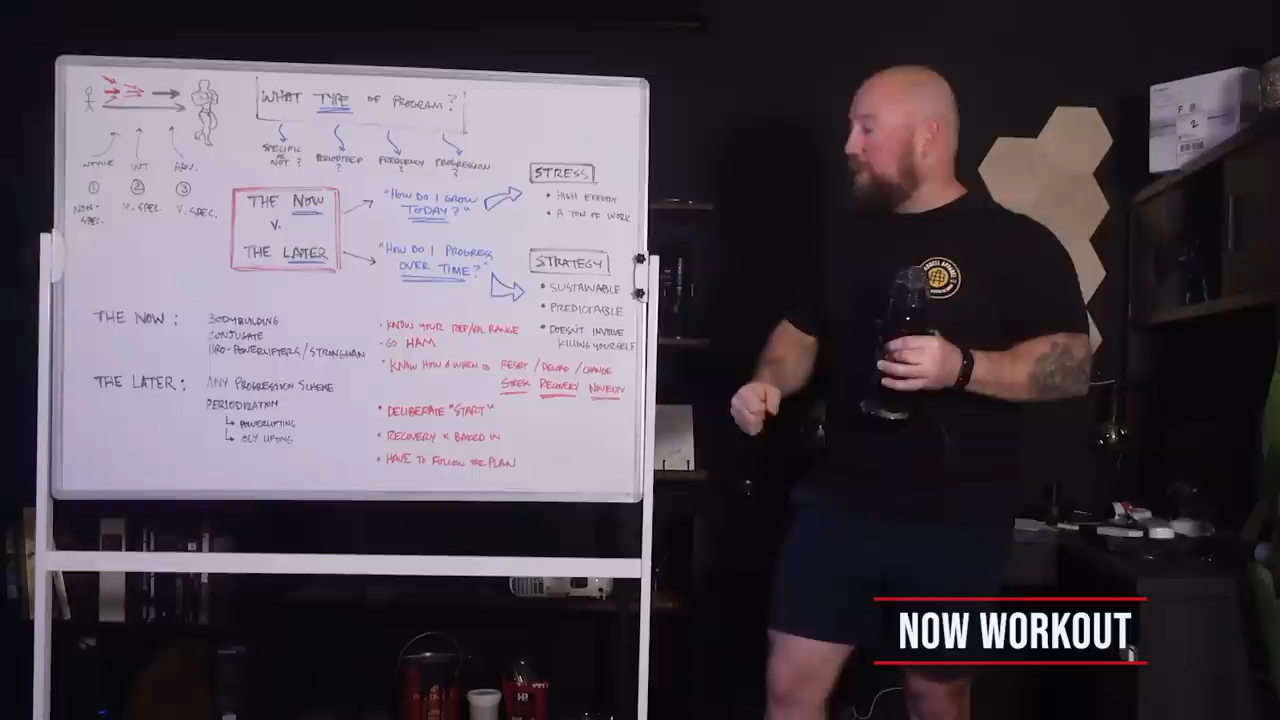 WHAT TYPE OF PROGRAM?
SPECIFIC OR NOT?
PERIODIZED?
FREQUENCY?
PROGRESSION?
NOVICE
INT
ADV.
1
2
3
NON-SPEC.
SPEC.
V. SPEC.
THE NOW
V.
THE LATER
"HOW DO I GROW
TODAY?"
"HOW DO I PROGRESS
OVER TIME?"
STRESS
• HIGH EFFORT
• A TON OF WORK
STRATEGY
• SUSTAINABLE
• PREDICTABLE
• DOESN'T INVOLVE
KILLING YOURSELF
THE NOW:
BODYBUILDING
CONJUGATE
POWERLIFTERS/STRONGMAN
• KNOW YOUR REP/VOL RANGE
• GO HAM
• KNOW HOW & WHEN TO RESET / DELOAD / CHANGE
STRESS RECOVERY NOVELTY
THE LATER:
ANY PROGRESSION SCHEME
PERIODIZATION
POWERLIFTING
OLY LIFTING
• DELIBERATE "START"
• RECOVERY BAKED IN
• HAVE TO FOLLOW THE PLAN
NOW WORKOUT